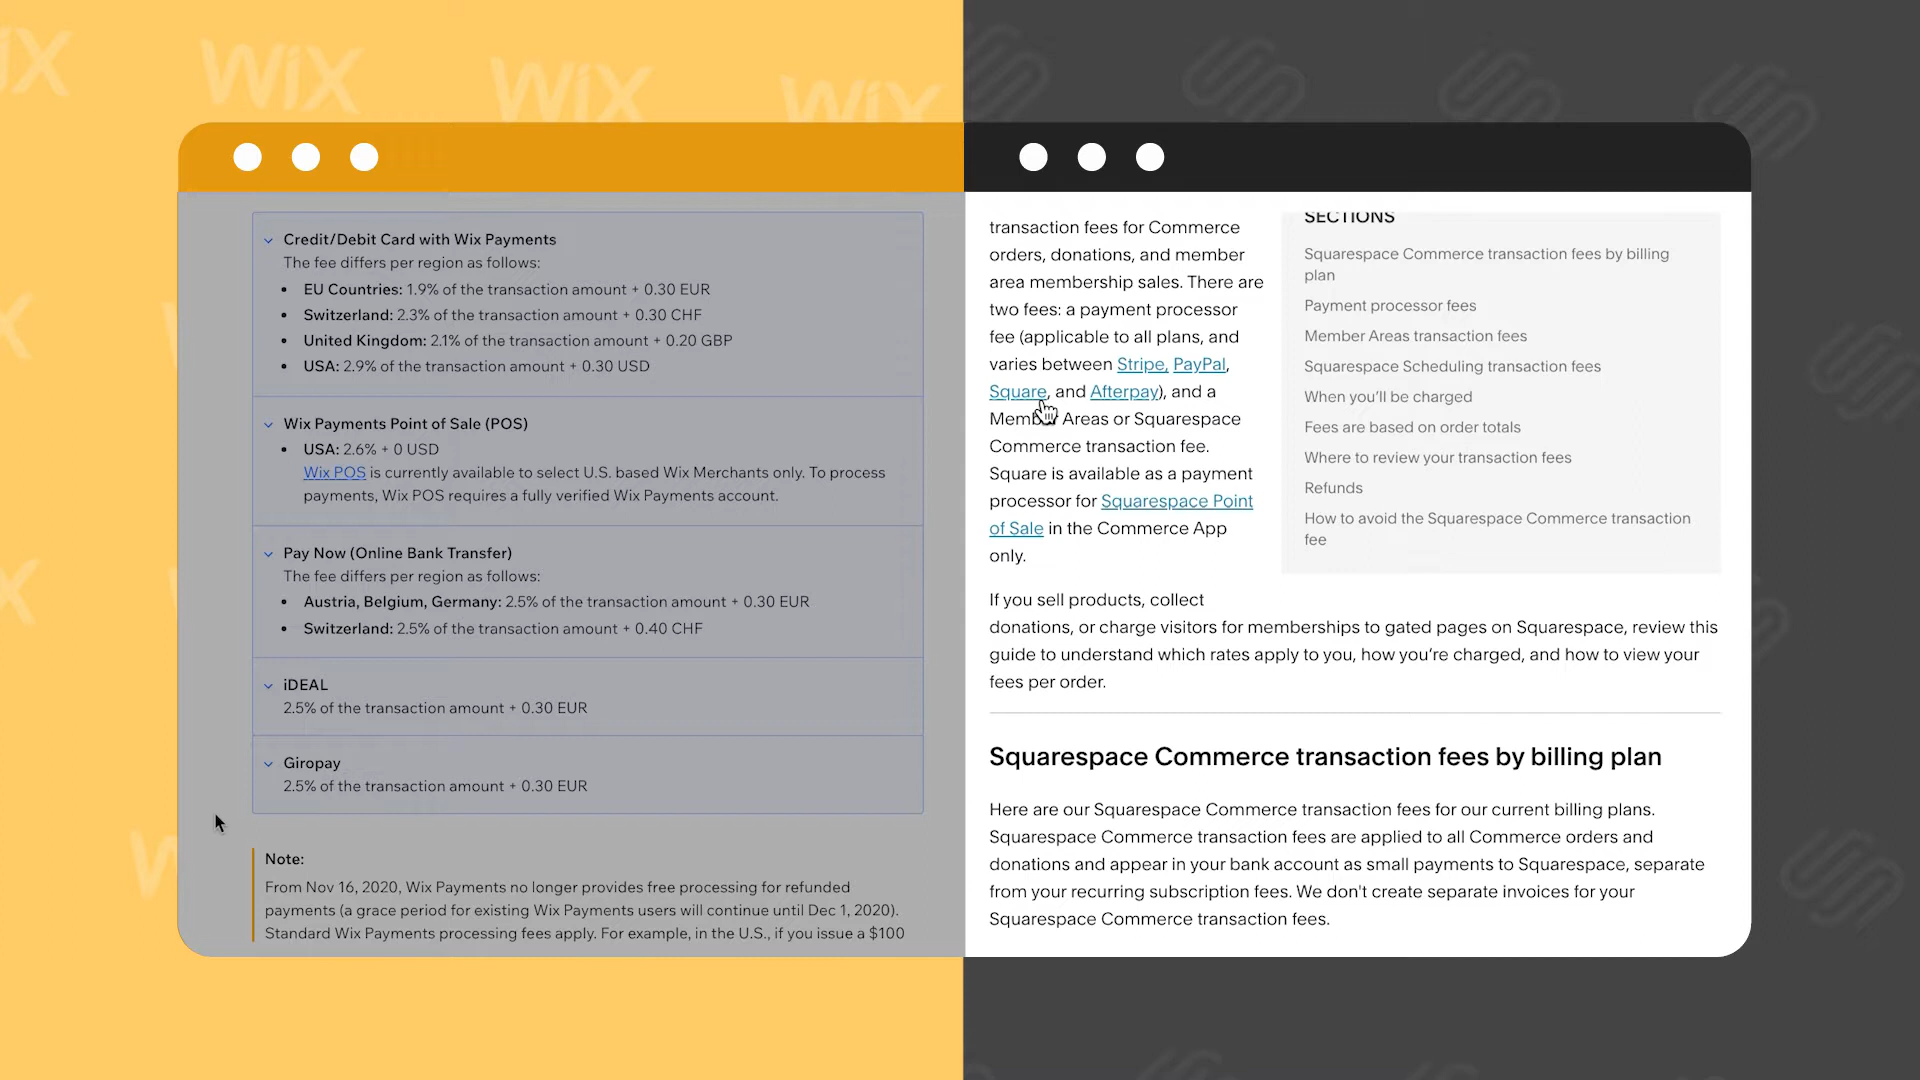 WiX
WiX
WiX
WiX
Credit/Debit Card with Wix Payments
The fee differs per region as follows:
• EU Countries: 1.9% of the transaction amount + 0.30 EUR
• Switzerland: 2.3% of the transaction amount + 0.30 CHF
• United Kingdom: 2.1% of the transaction amount + 0.20 GBP
• USA: 2.9% of the transaction amount + 0.30 USD
Wix Payments Point of Sale (POS)
• USA: 2.6% + 0 USD
Wix POS is currently available to select U.S. based Wix Merchants only. To process
payments, Wix POS requires a fully verified Wix Payments account.
Pay Now (Online Bank Transfer)
The fee differs per region as follows:
• Austria, Belgium, Germany: 2.5% of the transaction amount + 0.30 EUR
• Switzerland: 2.5% of the transaction amount + 0.40 CHF
iDEAL
2.5% of the transaction amount + 0.30 EUR
Giropay
2.5% of the transaction amount + 0.30 EUR
Note:
From Nov 16, 2020, Wix Payments no longer provides free processing for refunded
payments (a grace period for existing Wix Payments users will continue until Dec 1, 2020).
Standard Wix Payments processing fees apply. For example, in the U.S., if you issue a $100
transaction fees for Commerce
orders, donations, and member
area membership sales. There are
two fees: a payment processor
fee (applicable to all plans, and
varies between Stripe, PayPal,
Square, and Afterpay), and a
Member Areas or Squarespace
Commerce transaction fee.
Square is available as a payment
processor for Squarespace Point
of Sale in the Commerce App
only.
SECTIONS
Squarespace Commerce transaction fees by billing
plan
Payment processor fees
Member Areas transaction fees
Squarespace Scheduling transaction fees
When you'll be charged
Fees are based on order totals
Where to review your transaction fees
Refunds
How to avoid the Squarespace Commerce transaction
fee
If you sell products, collect
donations, or charge visitors for memberships to gated pages on Squarespace, review this
guide to understand which rates apply to you, how you're charged, and how to view your
fees per order.
Squarespace Commerce transaction fees by billing plan
Here are our Squarespace Commerce transaction fees for our current billing plans.
Squarespace Commerce transaction fees are applied to all Commerce orders and
donations and appear in your bank account as small payments to Squarespace, separate
from your recurring subscription fees. We don't create separate invoices for your
Squarespace Commerce transaction fees.